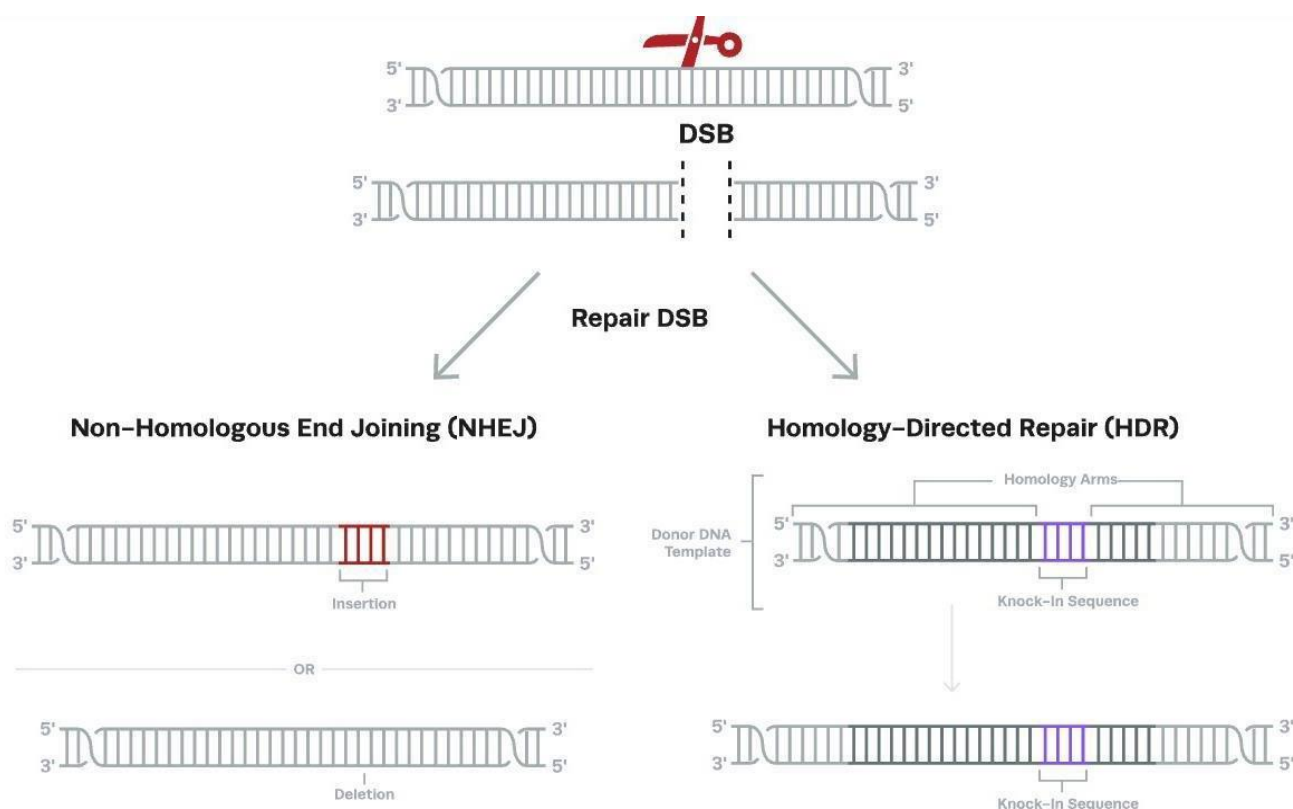 5' 3'
3' 5'
DSB
5' 3'
3' 5'
Repair DSB
Non-Homologous End Joining (NHEJ)
5' 3'
3' 5'
Insertion
OR
5' 3'
3' 5'
Deletion
Homology-Directed Repair (HDR)
Homology Arms
Donor DNA
Template
5' 3'
3' 5'
Knock-In Sequence
5' 3'
3' 5'
Knock-In Sequence